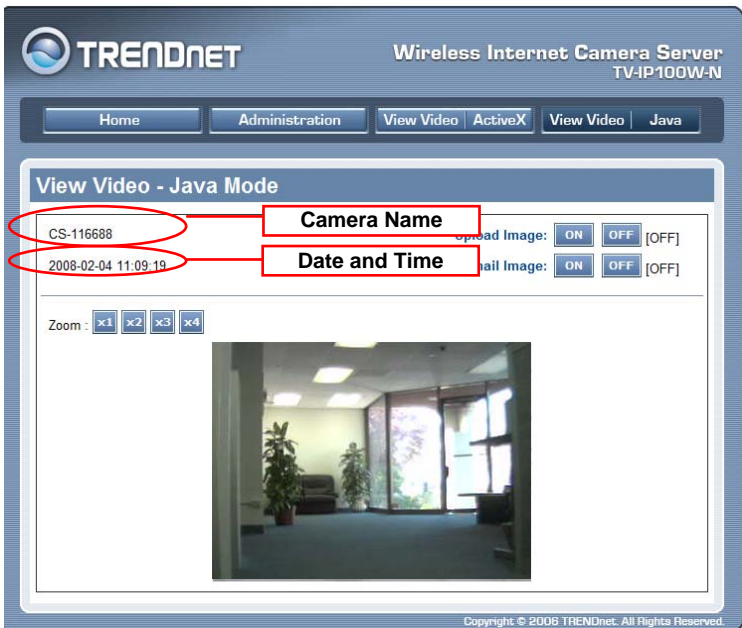 TRENDnet
Wireless Internet Camera Server
TV-IP100W-N
Home
Administration
View Video | ActiveX
View Video | Java
View Video - Java Mode
CS-116688
Camera Name
Image:
ON
OFF
[OFF]
2008-02-04 11:09:19
Date and Time
Image:
ON
OFF
[OFF]
Zoom :
x1
x2
x3
x4
Copyright © 2006 TRENDnet. All Rights Reserved.